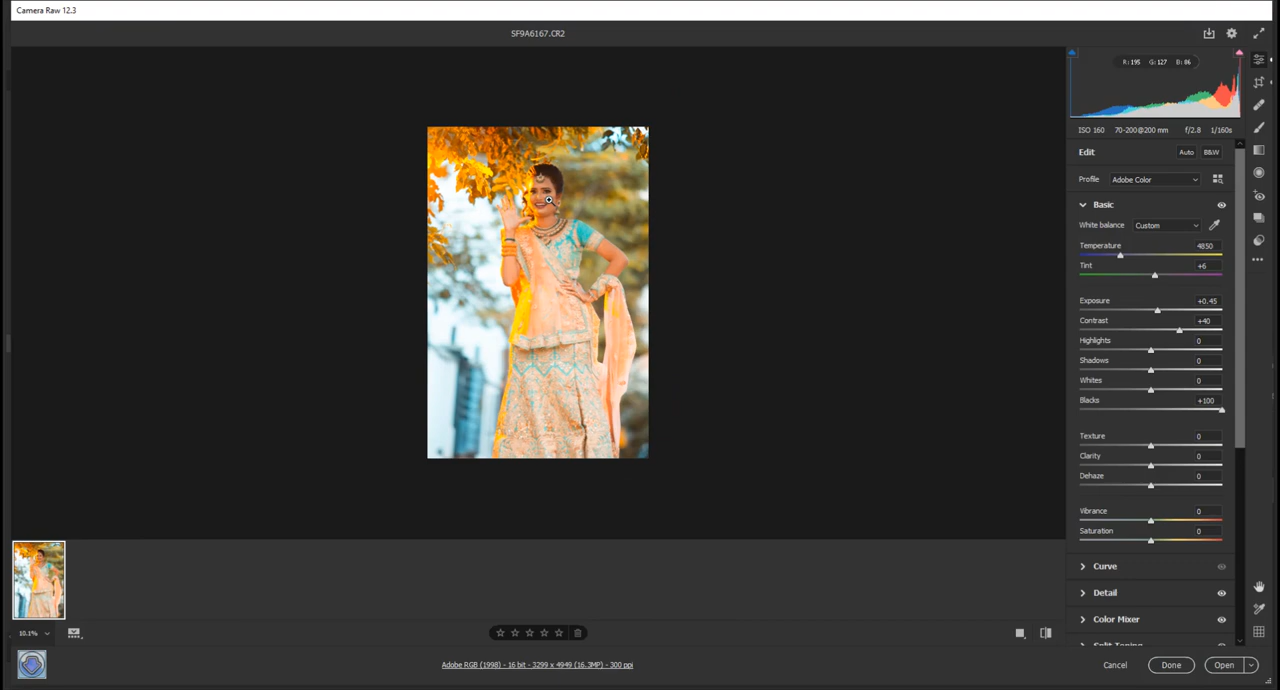 Camera Raw 12.3
SF9A6167.CR2
R: 195 G: 127 B: 86
ISO 160 70-200@200 mm f/2.8 1/160s
Edit Auto B&W
Profile Adobe Color
Basic
White balance Custom
Temperature 4850
Tint +6
Exposure +0.45
Contrast +40
Highlights 0
Shadows 0
Whites 0
Blacks +100
Texture 0
Clarity 0
Dehaze 0
Vibrance 0
Saturation 0
Curve
Detail
Color Mixer
Split Toning
10.1%
Adobe RGB (1998) - 16 bit - 3299 x 4949 (16.3MP) - 300 ppi
Cancel Done Open